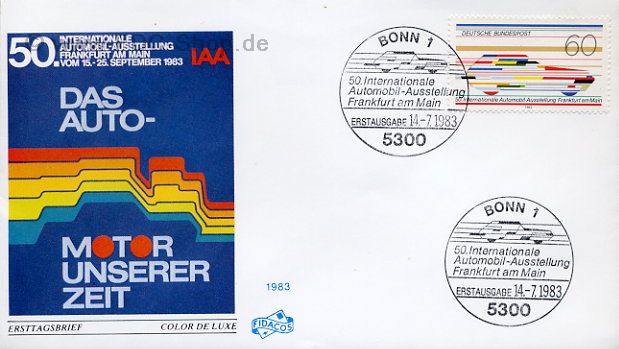 50. INTERNATIONALE
AUTOMOBIL-AUSSTELLUNG
FRANKFURT AM MAIN
VOM 15.-25. SEPTEMBER 1983
IAA
.de
DAS
AUTO-
MOTOR
UNSERER
ZEIT
ERSTTAGSBRIEF
COLOR DE LUXE
1983
FIDACOS
BONN 1
50. Internationale
Automobil-Ausstellung
Frankfurt am Main
ERSTAUSGABE 14.-7.1983
5300
DEUTSCHE BUNDESPOST
60
50. Internationale Automobil-Ausstellung Frankfurt am Main
1983
BONN 1
50. Internationale
Automobil-Ausstellung
Frankfurt am Main
ERSTAUSGABE 14.-7.1983
5300